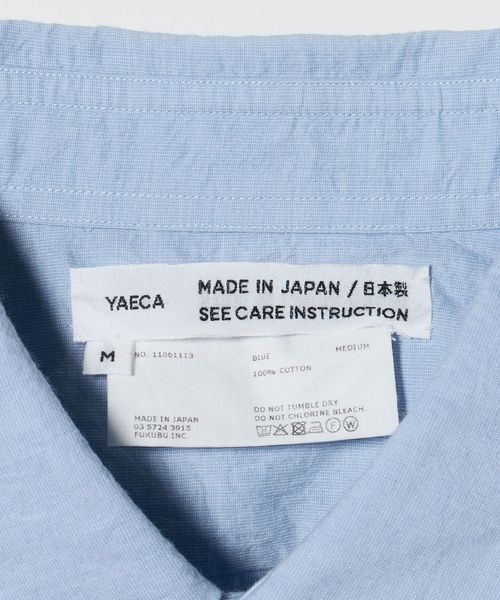 YAECA
MADE IN JAPAN / 日本製
SEE CARE INSTRUCTION
M
NO. 11061113
BLUE
MEDIUM
100% COTTON
MADE IN JAPAN
03 5724 3915
FUKUBU INC.
DO NOT TUMBLE DRY.
DO NOT CHLORINE BLEACH.
F W